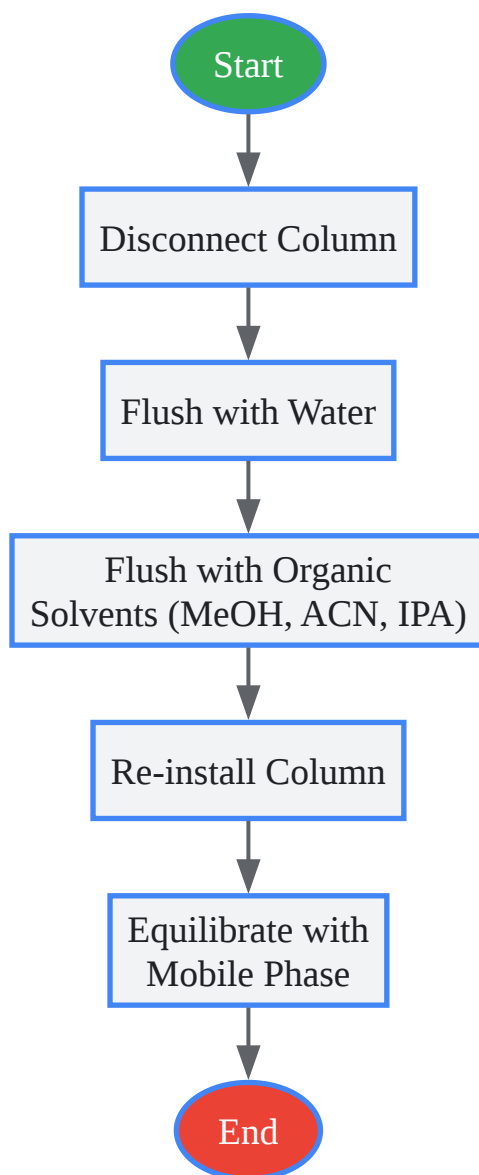 Start
Disconnect Column
Flush with Water
Flush with Organic
Solvents (MeOH, ACN, IPA)
Re-install Column
Equilibrate with
Mobile Phase
End